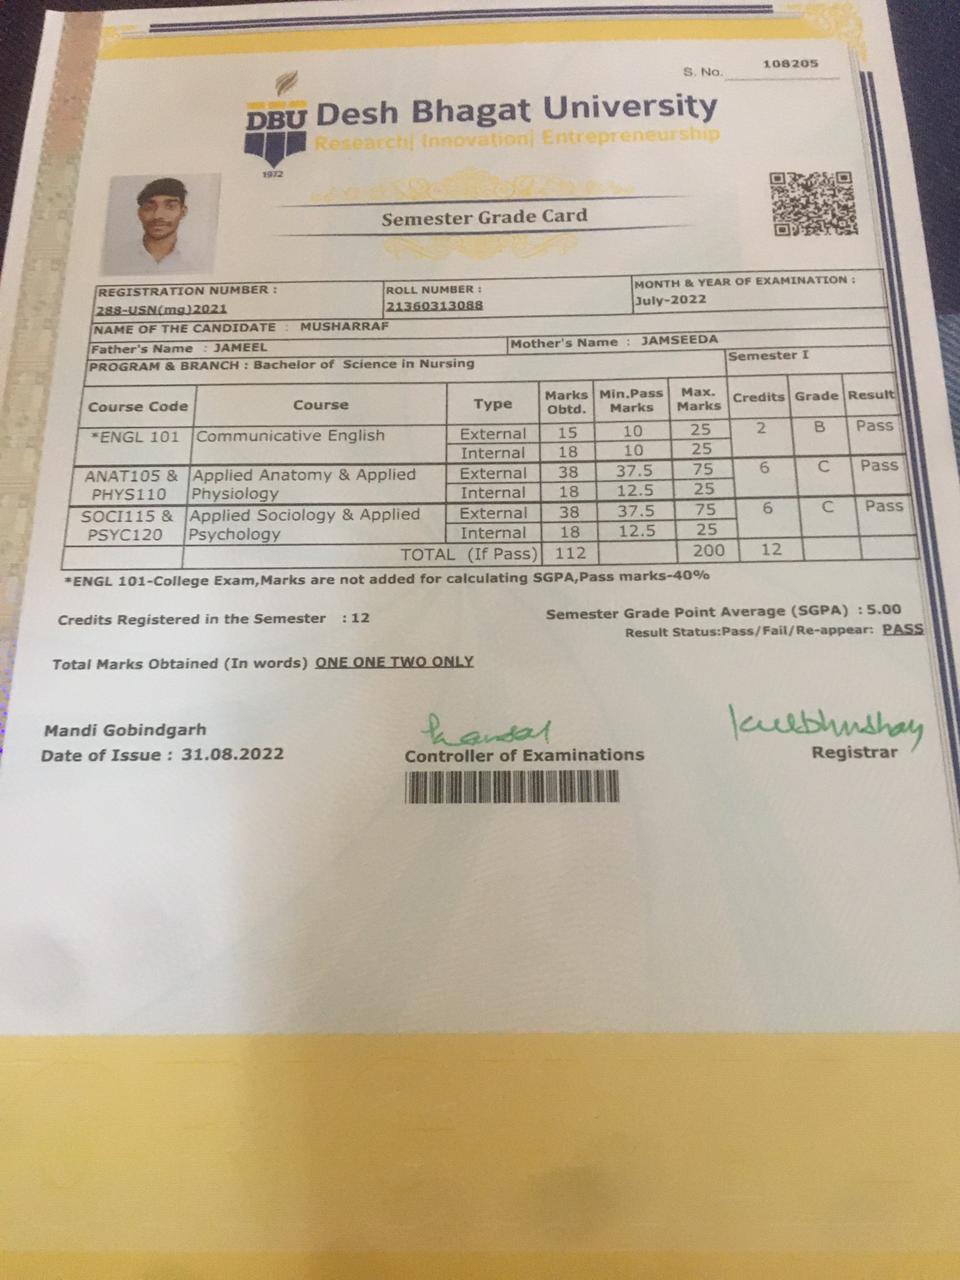 S. No. 108205
DBU Desh Bhagat University
Research| Innovation| Entrepreneurship
1972
Semester Grade Card
REGISTRATION NUMBER : ROLL NUMBER : MONTH & YEAR OF EXAMINATION :
288-USN(mg)2021 21360313088 July-2022
NAME OF THE CANDIDATE : MUSHARRAF
Father's Name : JAMEEL Mother's Name : JAMSEEDA
PROGRAM & BRANCH : Bachelor of Science in Nursing Semester I
Course Code Course Type Marks Obtd. Min.Pass Marks Max. Marks Credits Grade Result
*ENGL 101 Communicative English External 15 10 25 2 B Pass
Internal 18 10 25
ANAT105 & Applied Anatomy & Applied External 38 37.5 75 6 C Pass
PHYS110 Physiology Internal 18 12.5 25
SOCI115 & Applied Sociology & Applied External 38 37.5 75 6 C Pass
PSYC120 Psychology Internal 18 12.5 25
TOTAL (If Pass) 112 200 12
*ENGL 101-College Exam,Marks are not added for calculating SGPA,Pass marks-40%
Credits Registered in the Semester : 12 Semester Grade Point Average (SGPA) : 5.00
Result Status:Pass/Fail/Re-appear: PASS
Total Marks Obtained (In words) ONE ONE TWO ONLY
Mandi Gobindgarh
Date of Issue : 31.08.2022 Controller of Examinations Registrar